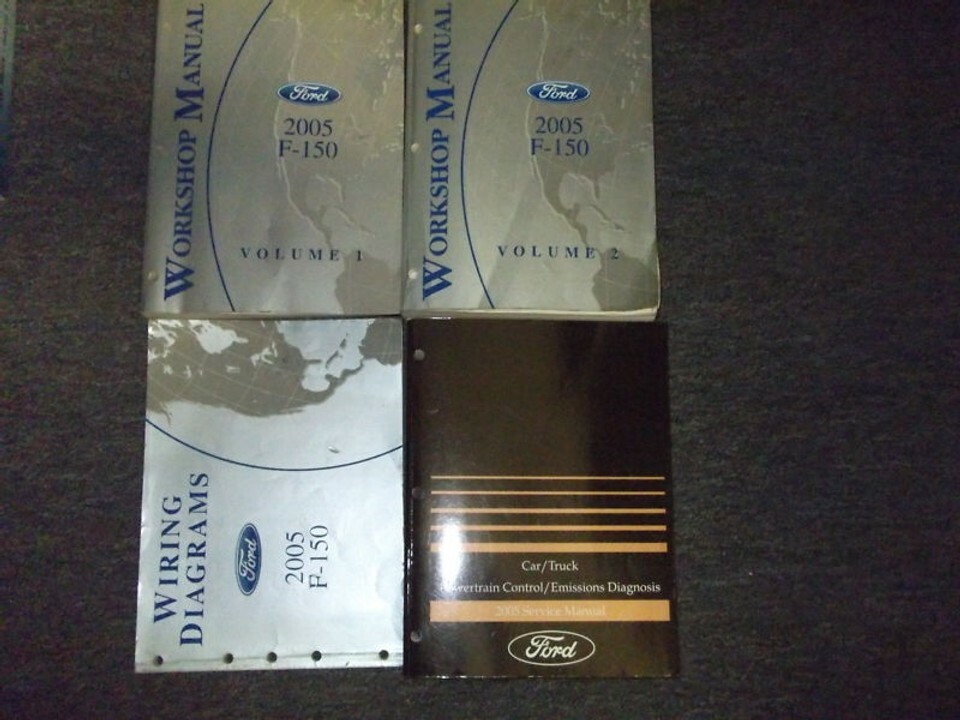 WORKSHOP MANUAL
Ford
2005
F-150
VOLUME 1
WORKSHOP MANUAL
Ford
2005
F-150
VOLUME 2
WIRING
DIAGRAMS
Ford
2005
F-150
Car/Truck
Powertrain Control/Emissions Diagnosis
2005 Service Manual
Ford